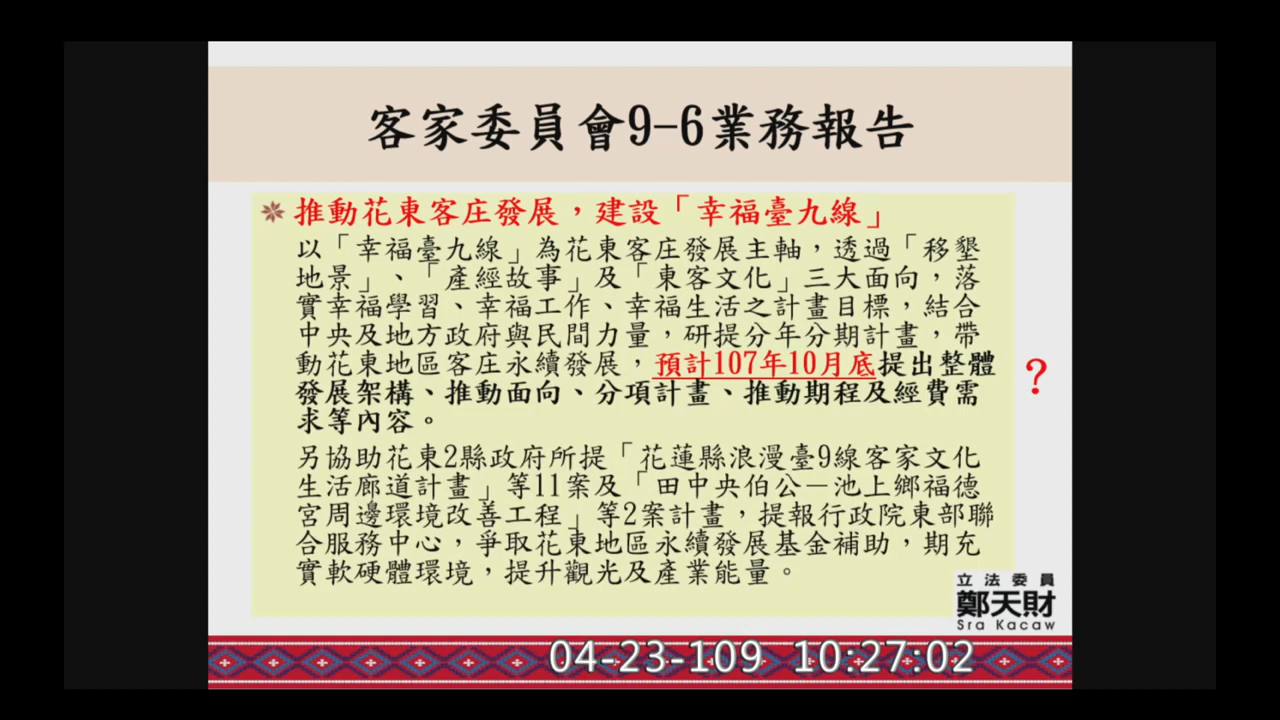 客家委員會9-6業務報告
推動花東客庄發展，建設「幸福臺九線」
以「幸福臺九線」為花東客庄發展主軸，透過「移墾
地景」、「產經故事」及「東客文化」三大面向，落
實幸福學習、幸福工作、幸福生活之計畫目標，結合
中央及地方政府與民間力量，研提分年分期計畫，帶
動花東地區客庄永續發展，預計107年10月底提出整體
發展架構、推動面向、分項計畫、推動期程及經費需
求等內容。
？
另協助花東2縣政府所提「花蓮縣浪漫臺9線客家文化
生活廊道計畫」等11案及「田中央伯公－池上鄉福德
宮周邊環境改善工程」等2案計畫，提報行政院東部聯
合服務中心，爭取花東地區永續發展基金補助，期充
實軟硬體環境，提升觀光及產業能量。
立法委員
鄭天財
Sra Kacaw
04-23-109 10:27:02